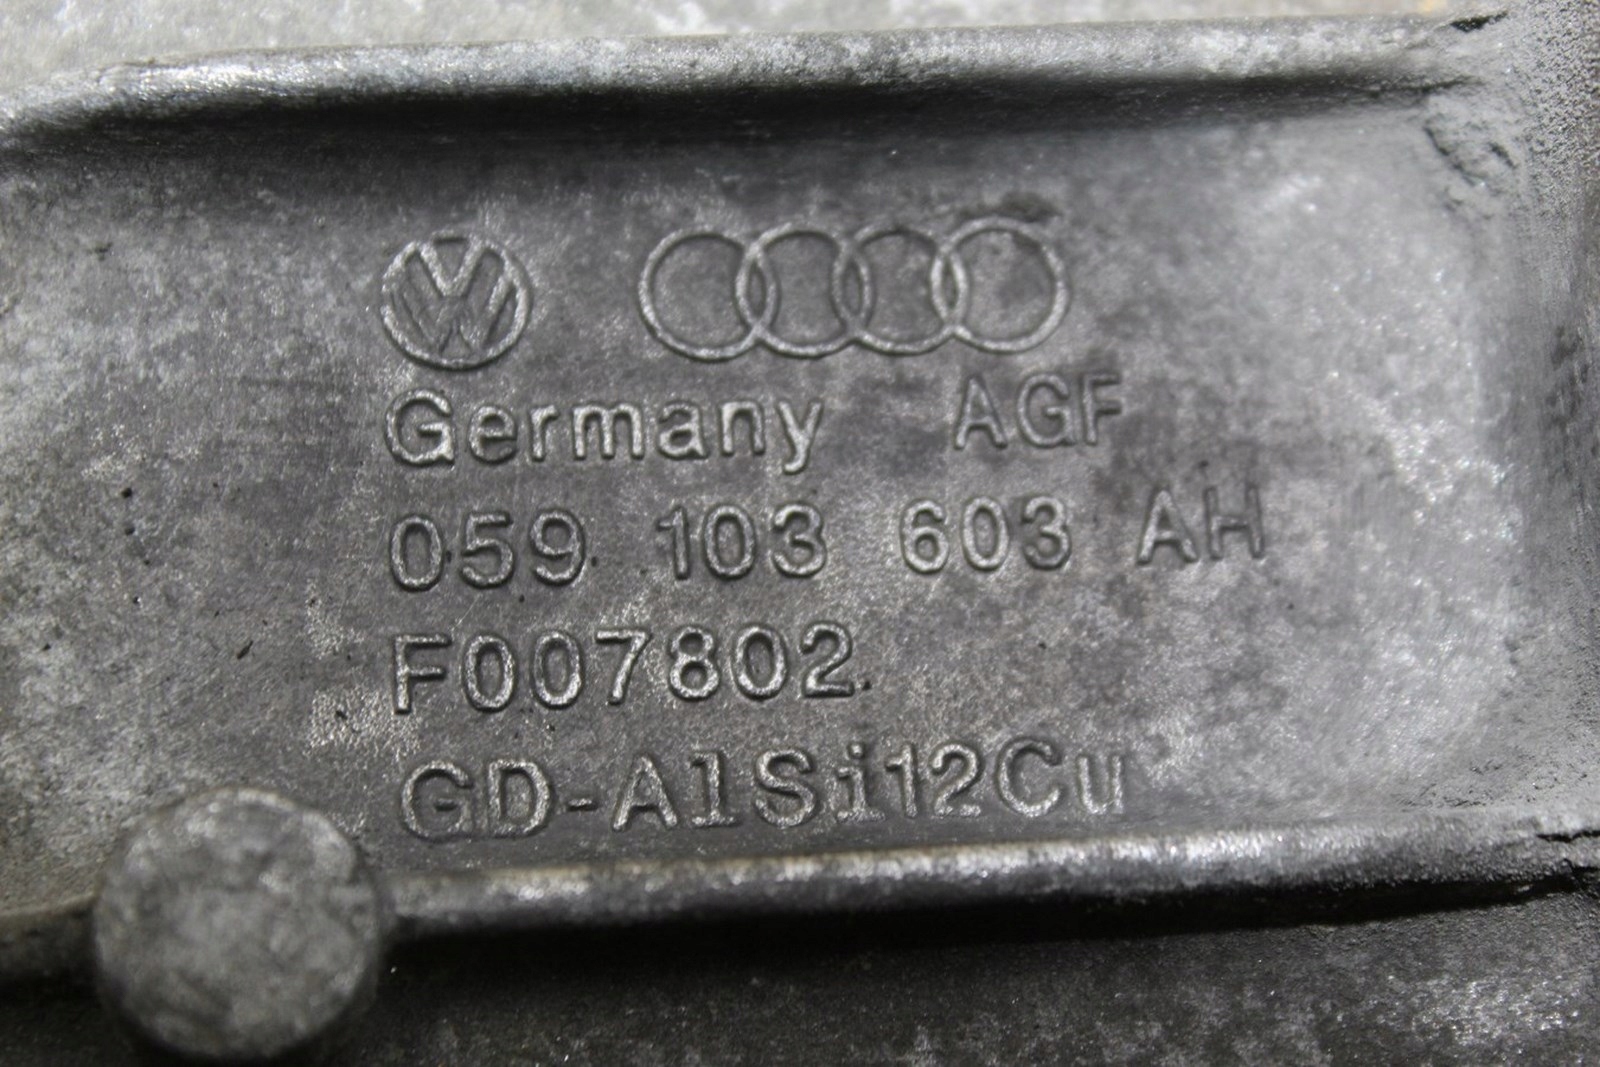 Germany AGF
059 103 603 AH
F007802
GD-AlSi12Cu